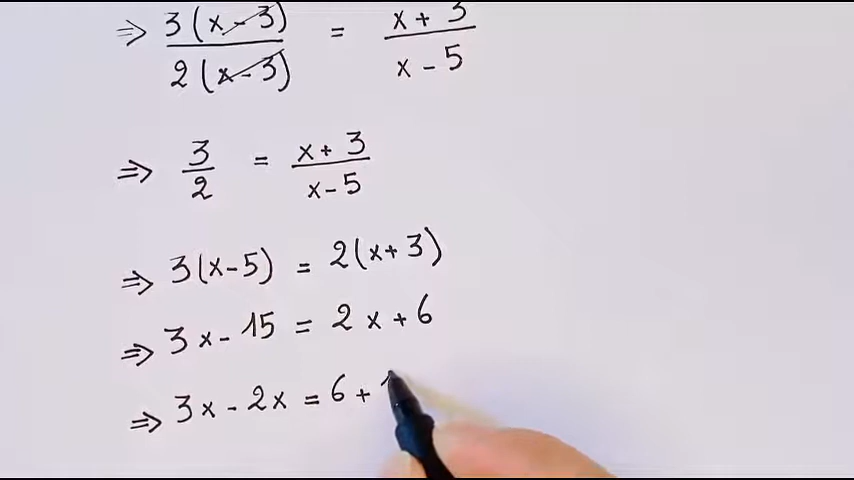 ⇒ 3(x-3)/2(x-3) = x+3/x-5
⇒ 3/2 = x+3/x-5
⇒ 3(x-5) = 2(x+3)
⇒ 3x-15 = 2x+6
⇒ 3x-2x = 6+